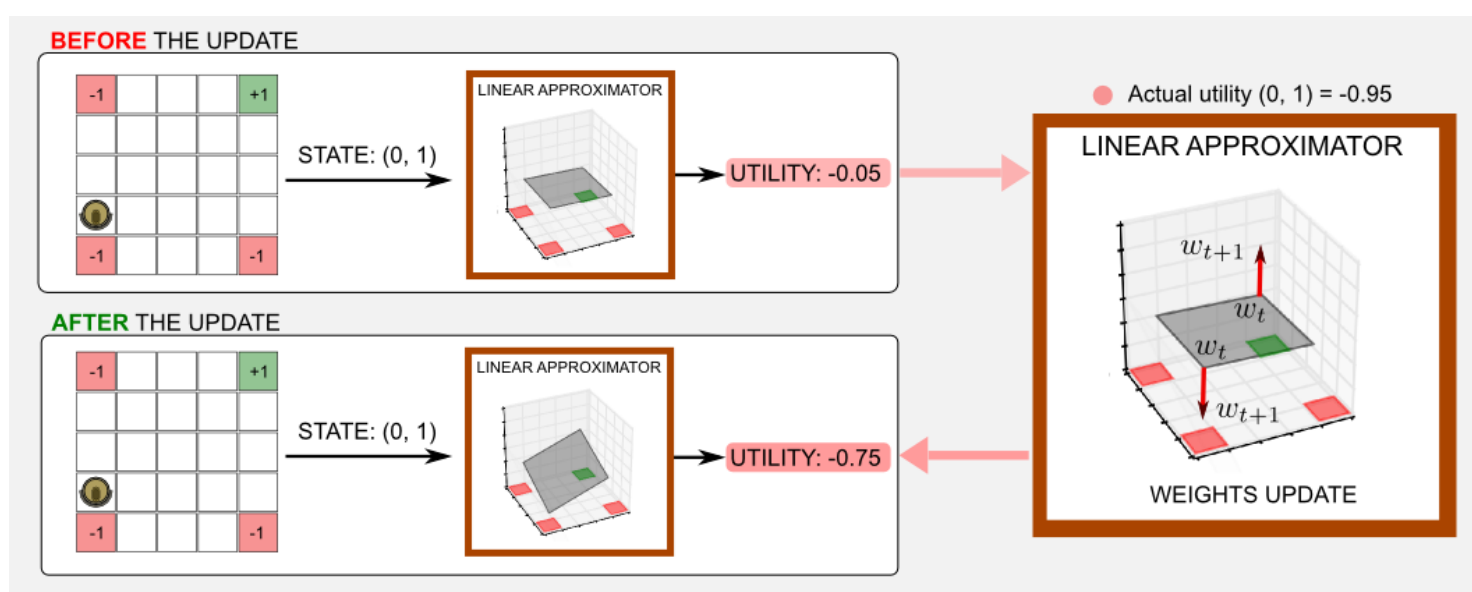 BEFORE THE UPDATE
-1
+1
-1
-1
STATE: (0, 1)
LINEAR APPROXIMATOR
UTILITY: -0.05
AFTER THE UPDATE
-1
+1
-1
-1
STATE: (0, 1)
LINEAR APPROXIMATOR
UTILITY: -0.75
Actual utility (0, 1) = -0.95
LINEAR APPROXIMATOR
w_{t+1}
w_t
w_t
w_{t+1}
WEIGHTS UPDATE